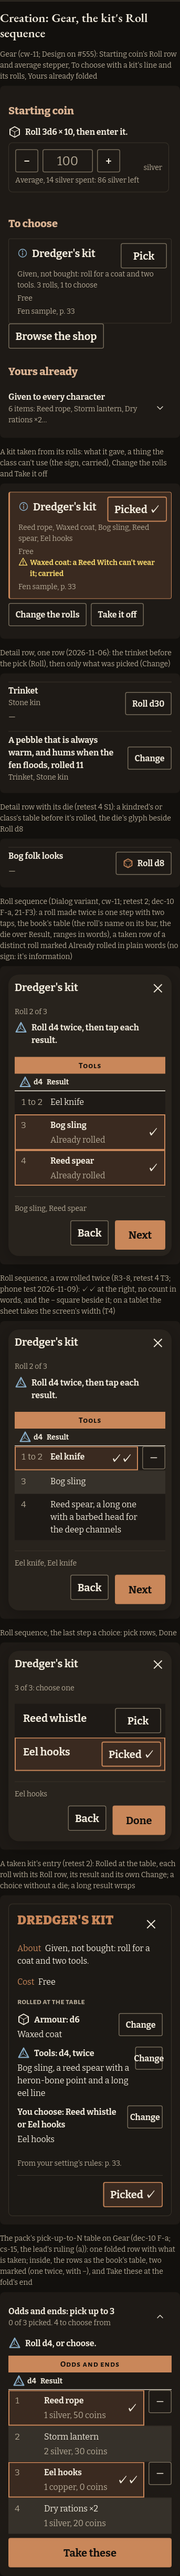 Creation: Gear, the kit's Roll
sequence
Gear (cw-11; Design on #555): Starting coin's Roll row
and average stepper, To choose with a kit's line and
its rolls, Yours already folded
Starting coin
Roll 3d6 × 10, then enter it.
− 100 + silver
Average, 14 silver spent: 86 silver left
To choose
Dredger's kit Pick
Given, not bought: roll for a coat and two
tools. 3 rolls, 1 to choose
Free
Fen sample, p. 33
Browse the shop
Yours already
Given to every character
6 items: Reed rope, Storm lantern, Dry
rations ×2…
A kit taken from its rolls: what it gave, a thing the
class can't use (the sign, carried), Change the rolls
and Take it off
Dredger's kit Picked ✓
Reed rope, Waxed coat, Bog sling, Reed
spear, Eel hooks
Free
Waxed coat: a Reed Witch can't wear
it; carried
Fen sample, p. 33
Change the rolls Take it off
Detail row, one row (2026-11-06): the trinket before
the pick (Roll), then only what was picked (Change)
Trinket
Stone kin
—
Roll d30
A pebble that is always
warm, and hums when the
fen floods, rolled 11
Trinket, Stone kin
Change
Detail row with its die (retest 4 S1): a kindred's or
class's table before it's rolled, the die's glyph beside
Roll d8
Bog folk looks
—
Roll d8
Roll sequence (Dialog variant, cw-11; retest 2; dec-10
F-a, 21-F3): a roll made twice is one step with two
taps, the book's table (the roll's name on its bar, the
die over Result, ranges in words), a taken row of a
distinct roll marked Already rolled in plain words (no
sign: it's information)
Dredger's kit
Roll 2 of 3
Roll d4 twice, then tap each
result.
Tools
d4 Result
1 to 2 Eel knife
3 Bog sling
Already rolled ✓
4 Reed spear
Already rolled ✓
Bog sling, Reed spear
Back Next
Roll sequence, a row rolled twice (R3-8, retest 4 T3;
phone test 2026-11-09): ✓✓ at the right, no count in
words, and the − square beside it; on a tablet the
sheet takes the screen's width (T4)
Dredger's kit
Roll 2 of 3
Roll d4 twice, then tap each
result.
Tools
d4 Result
1 to 2 Eel knife ✓✓ −
3 Bog sling
4 Reed spear, a long one
with a barbed head for
the deep channels
Eel knife, Eel knife
Back Next
Roll sequence, the last step a choice: pick rows, Done
Dredger's kit
3 of 3: choose one
Reed whistle Pick
Eel hooks Picked ✓
Eel hooks
Back Done
A taken kit's entry (retest 2): Rolled at the table, each
roll with its Roll row, its result and its own Change; a
choice without a die; a long result wraps
DREDGER'S KIT
About Given, not bought: roll for a
coat and two tools.
Cost Free
ROLLED AT THE TABLE
Armour: d6
Waxed coat
Change
Tools: d4, twice
Bog sling, a reed spear with a
heron-bone point and a long
eel line
Change
You choose: Reed whistle
or Eel hooks
Eel hooks
Change
From your setting's rules: p. 33.
Picked ✓
The pack's pick-up-to-N table on Gear (dec-10 F-a;
cs-15, the lead's ruling (a)): one folded row with what
is taken; inside, the rows as the book's table, two
marked (one twice, with −), and Take these at the
fold's end
Odds and ends: pick up to 3
0 of 3 picked. 4 to choose from
Roll d4, or choose.
Odds and ends
d4 Result
1 Reed rope
1 silver, 50 coins ✓ −
2 Storm lantern
2 silver, 30 coins
3 Eel hooks
1 copper, 0 coins ✓✓ −
4 Dry rations ×2
1 silver, 20 coins
Take these